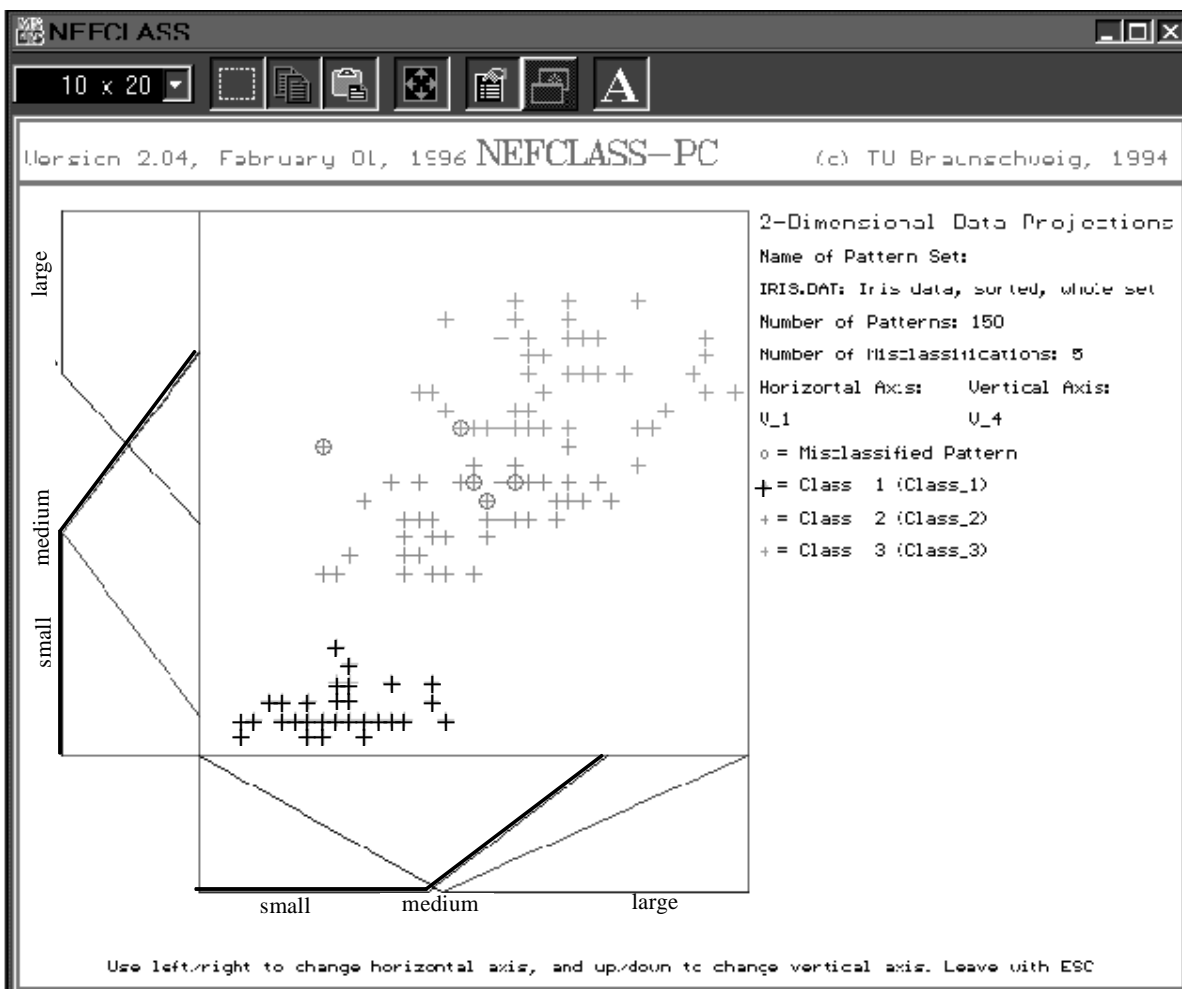 NEFCLASS
10 x 20
A
Version 2.04, February 01, 1996 NEFCLASS-PC (c) TU Braunschweig, 1994
2-Dimensional Data Projections
Name of Pattern Set:
IRIS.DAT: Iris data, sorted, whole set
Number of Patterns: 150
Number of Misclassifications: 5
Horizontal Axis: Vertical Axis:
V_1 V_4
o = Misclassified Pattern
+ = Class 1 (Class_1)
+ = Class 2 (Class_2)
+ = Class 3 (Class_3)
large
medium
small
small medium large
Use left/right to change horizontal axis, and up/down to change vertical axis. Leave with ESC